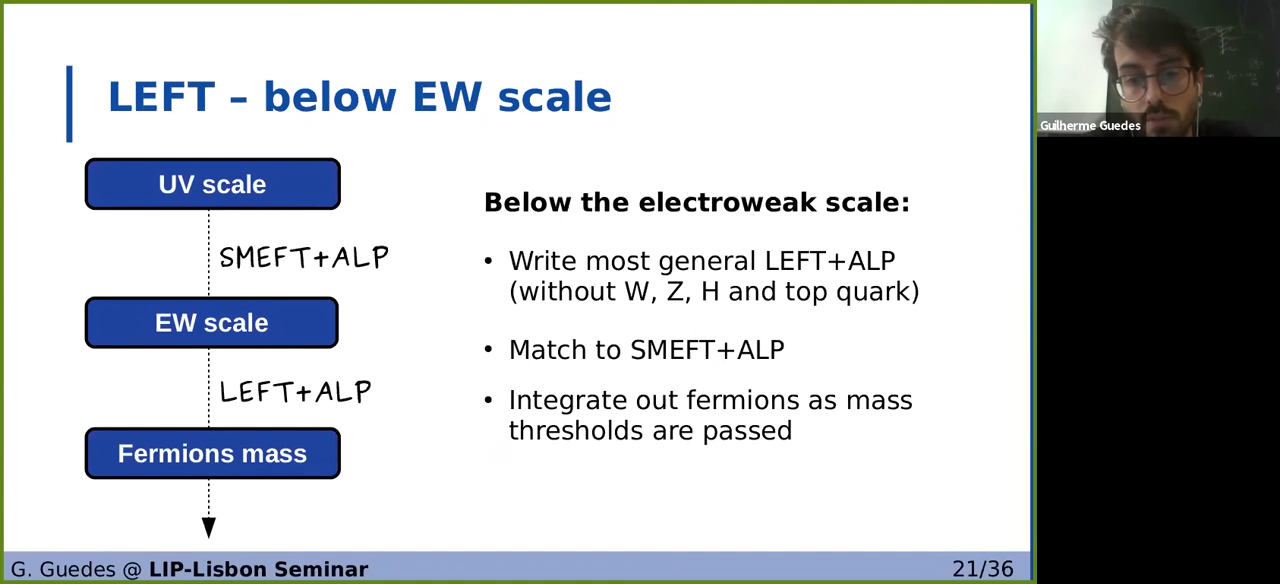 LEFT – below EW scale
UV scale
SMEFT+ALP
EW scale
LEFT+ALP
Fermions mass
Below the electroweak scale:
• Write most general LEFT+ALP
(without W, Z, H and top quark)
• Match to SMEFT+ALP
• Integrate out fermions as mass
thresholds are passed
G. Guedes @ LIP-Lisbon Seminar
21/36
Guilherme Guedes